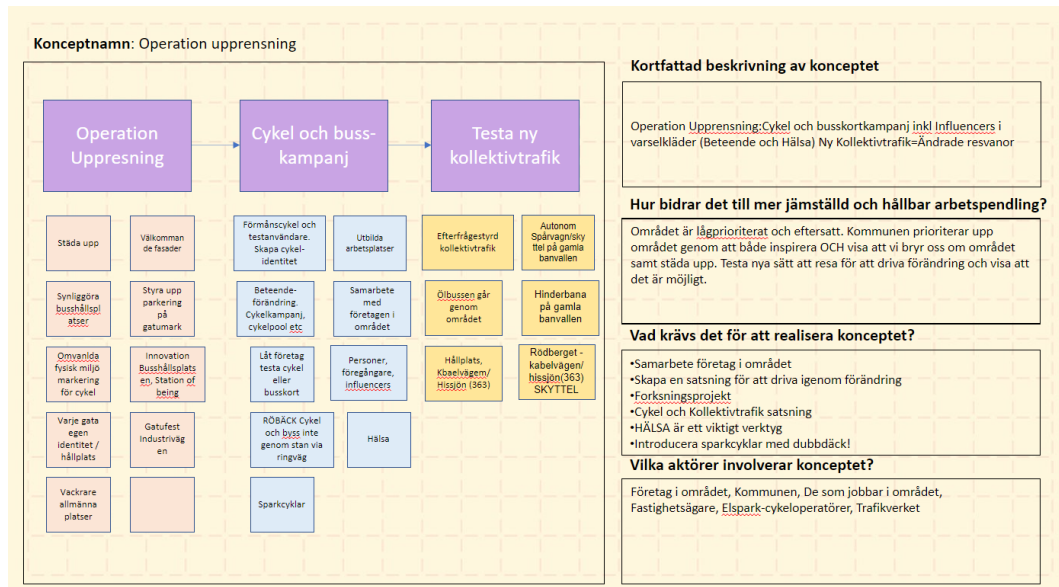 Konceptnamn: Operation upprensning
Operation
Uppresning
Cykel och buss-
kampanj
Testa ny
kollektivtrafik
Städa upp
Välkomman
de fasader
Synliggöra
busshållspl
atser
Styra upp
parkering
på
gatumark
Omvanlda
fysisk miljö
markering
för cykel
Innovation
Busshållsplats
en, Station of
being
Varje gata
egen
identitet /
hållplats
Gatufest
Industriväg
en
Vackrare
allmänna
platser
Förmånscykel och
testanvändare.
Skapa cykel-
identitet
Utbilda
arbetsplatser
Beteende-
förändring.
Cykelkampanj,
cykelpool etc
Samarbete
med
företagen i
området
Låt företag
testa cykel
eller
busskort
Personer,
föregångare,
influencers
RÖBÄCK Cykel
och byss inte
genom stan via
ringväg
Hälsa
Sparkcyklar
Efterfrågestyrd
kollektivtrafik
Autonom
Spårvagn/sky
ttel på gamla
banvallen
Ölbussen går
genom
området
Hinderbana
på gamla
banvallen
Hållplats,
Kbaelvägem/
Hissjön (363)
Rödberget -
kabelvägen/
hissjön(363)
SKYTTEL
Kortfattad beskrivning av konceptet
Operation Upprensning:Cykel och busskortkampanj inkl Influencers i
varselkläder (Beteende och Hälsa) Ny Kollektivtrafik=Ändrade resvanor
Hur bidrar det till mer jämställd och hållbar arbetspendling?
Området är lågprioriterat och eftersatt. Kommunen prioriterar upp
området genom att både inspirera OCH visa att vi bryr oss om området
samt städa upp. Testa nya sätt att resa för att driva förändring och visa att
det är möjligt.
Vad krävs det för att realisera konceptet?
•Samarbete företag i området
•Skapa en satsning för att driva igenom förändring
•Forksningsprojekt
•Cykel och Kollektivtrafik satsning
•HÄLSA är ett viktigt verktyg
•Introducera sparkcyklar med dubbdäck!
Vilka aktörer involverar konceptet?
Företag i området, Kommunen, De som jobbar i området,
Fastighetsägare, Elspark-cykeloperatörer, Trafikverket